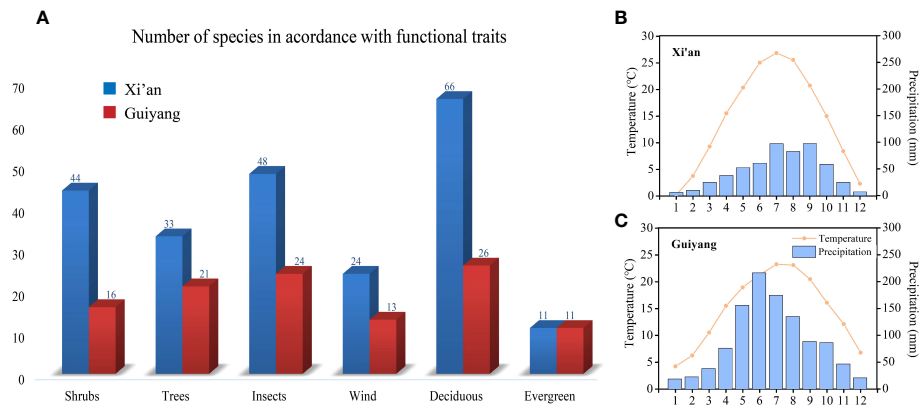 A
Number of species in acordance with functional traits
Xi’an
Guiyang
70
60
50
40
30
20
10
0
44
16
33
21
48
24
24
13
66
26
11
11
Shrubs
Trees
Insects
Wind
Deciduous
Evergreen
B
Xi'an
Temperature (°C)
Precipitation (mm)
30
25
20
15
10
5
0
300
250
200
150
100
50
0
1 2 3 4 5 6 7 8 9 10 11 12
C
Guiyang
Temperature
Precipitation
Temperature (°C)
Precipitation (mm)
30
25
20
15
10
5
0
300
250
200
150
100
50
0
1 2 3 4 5 6 7 8 9 10 11 12